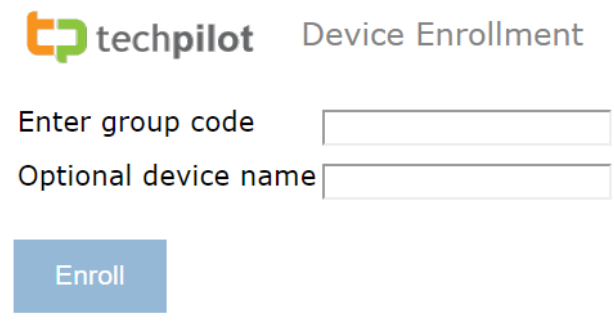 techpilot Device Enrollment
Enter group code
Optional device name
Enroll